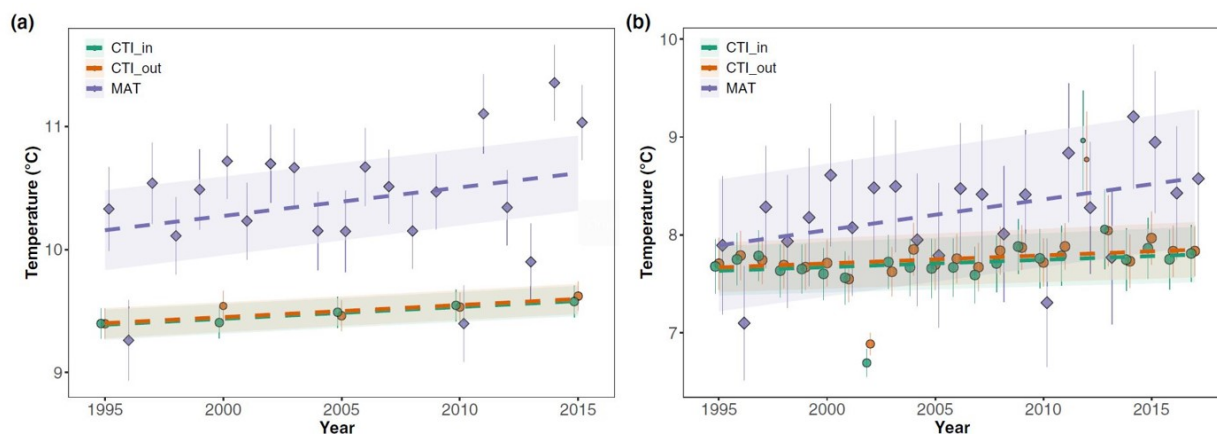 (a)
CTI_in
CTI_out
MAT
11
10
9
Temperature (°C)
1995
2000
2005
2010
2015
Year
(b)
CTI_in
CTI_out
MAT
10
9
8
7
Temperature (°C)
1995
2000
2005
2010
2015
Year